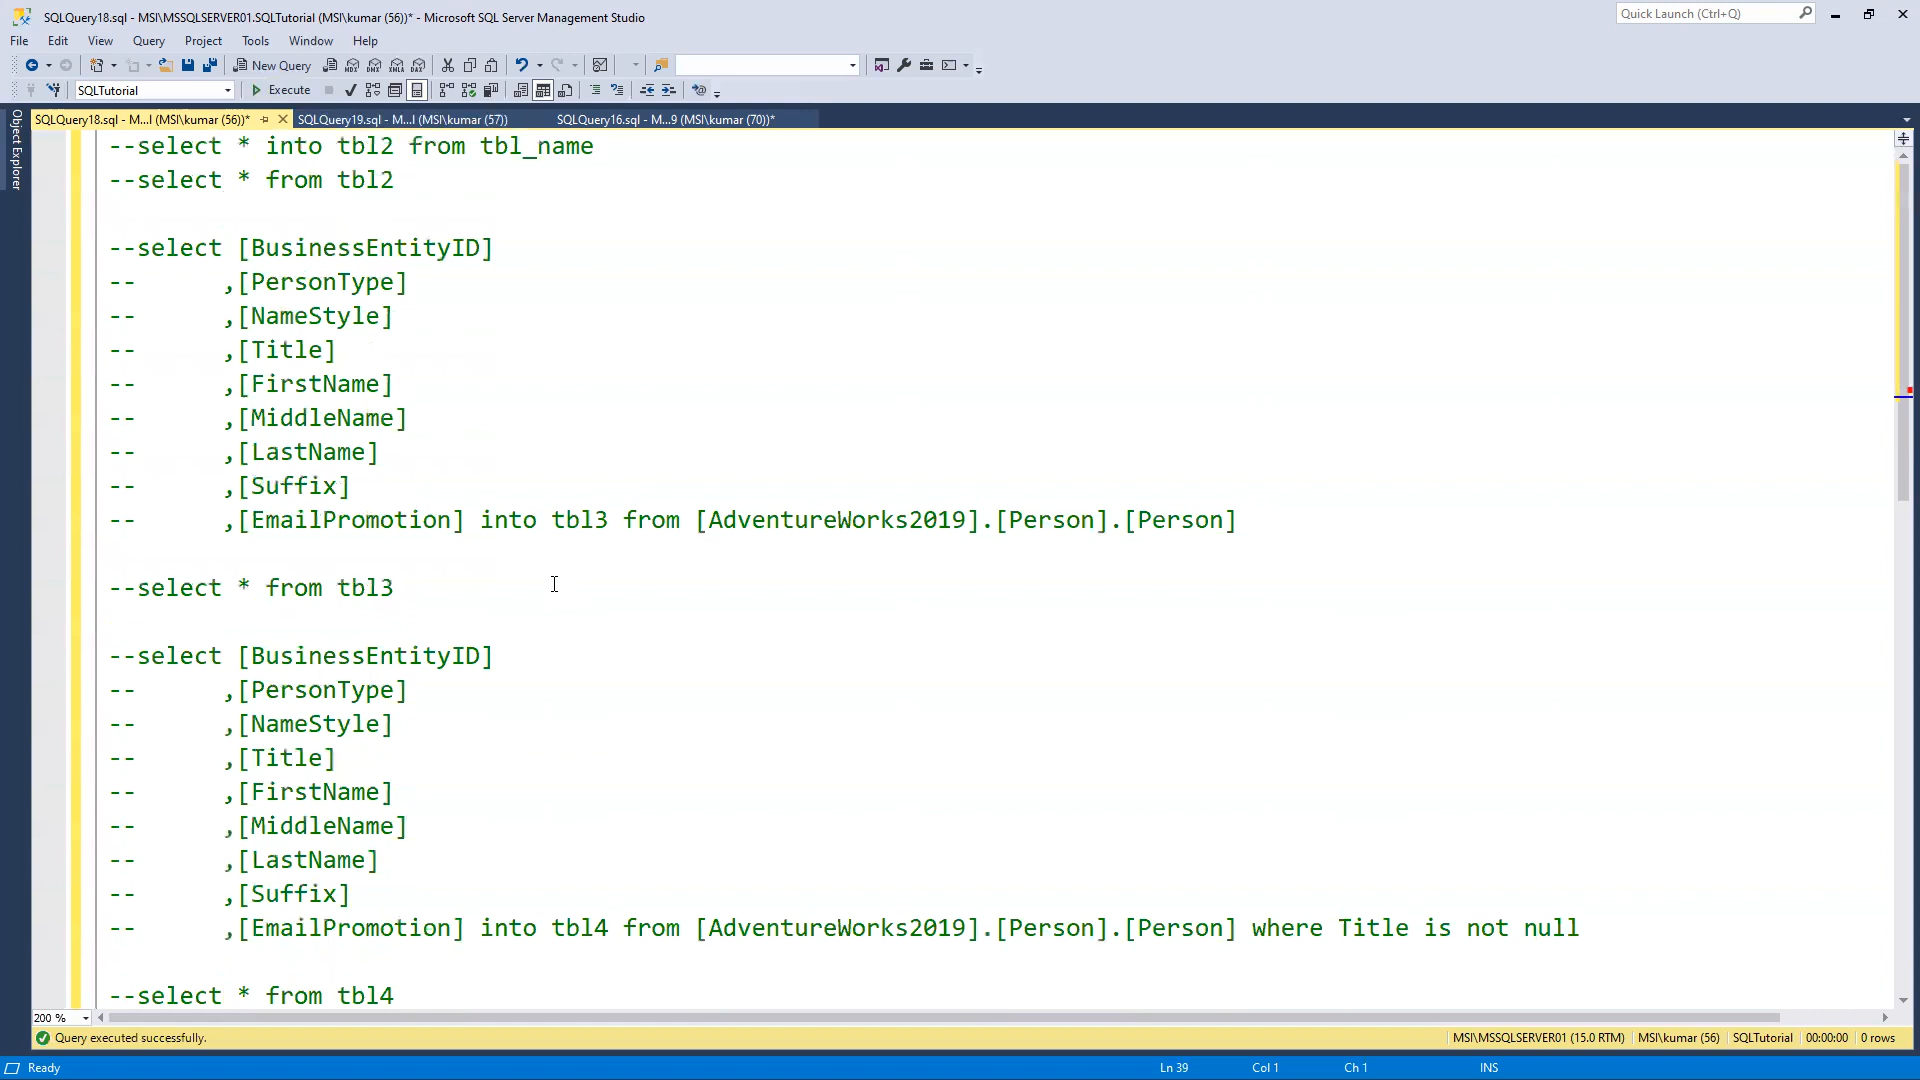 SQLQuery18.sql - MSI\MSSQLSERVER01.SQLTutorial (MSI\kumar (56))* - Microsoft SQL Server Management Studio
Quick Launch (Ctrl+Q)
File Edit View Query Project Tools Window Help
New Query
MDX DMX XMLA DAX
SQLTutorial
Execute
SQLQuery18.sql - M...l (MSI\kumar (56))*
SQLQuery19.sql - M...l (MSI\kumar (57))
SQLQuery16.sql - M...9 (MSI\kumar (70))*
Object Explorer
--select * into tbl2 from tbl_name
--select * from tbl2
--select [BusinessEntityID]
-- ,[PersonType]
-- ,[NameStyle]
-- ,[Title]
-- ,[FirstName]
-- ,[MiddleName]
-- ,[LastName]
-- ,[Suffix]
-- ,[EmailPromotion] into tbl3 from [AdventureWorks2019].[Person].[Person]
--select * from tbl3
--select [BusinessEntityID]
-- ,[PersonType]
-- ,[NameStyle]
-- ,[Title]
-- ,[FirstName]
-- ,[MiddleName]
-- ,[LastName]
-- ,[Suffix]
-- ,[EmailPromotion] into tbl4 from [AdventureWorks2019].[Person].[Person] where Title is not null
--select * from tbl4
200 %
Query executed successfully.
MSI\MSSQLSERVER01 (15.0 RTM) MSI\kumar (56) SQLTutorial 00:00:00 0 rows
Ready
Ln 39 Col 1 Ch 1 INS